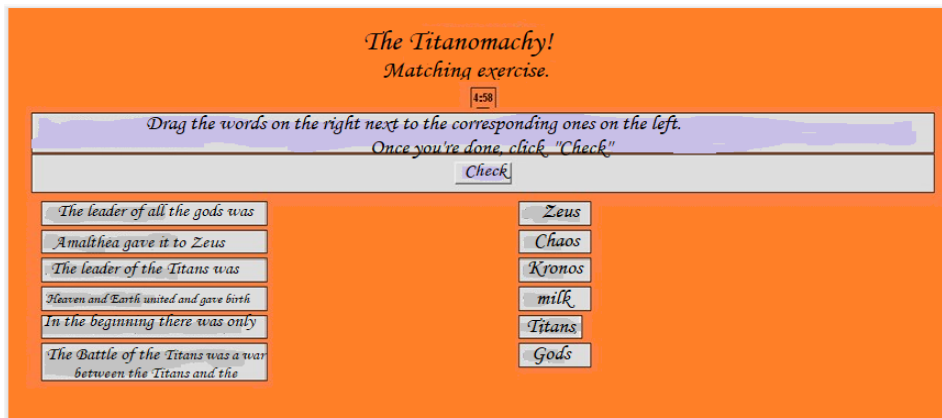 The Titanomachy!
Matching exercise.
4:58
Drag the words on the right next to the corresponding ones on the left.
Once you're done, click "Check"
Check
The leader of all the gods was
Zeus
Amalthea gave it to Zeus
Chaos
The leader of the Titans was
Kronos
Heaven and Earth united and gave birth
milk
In the beginning there was only
Titans
The Battle of the Titans was a war
between the Titans and the
Gods